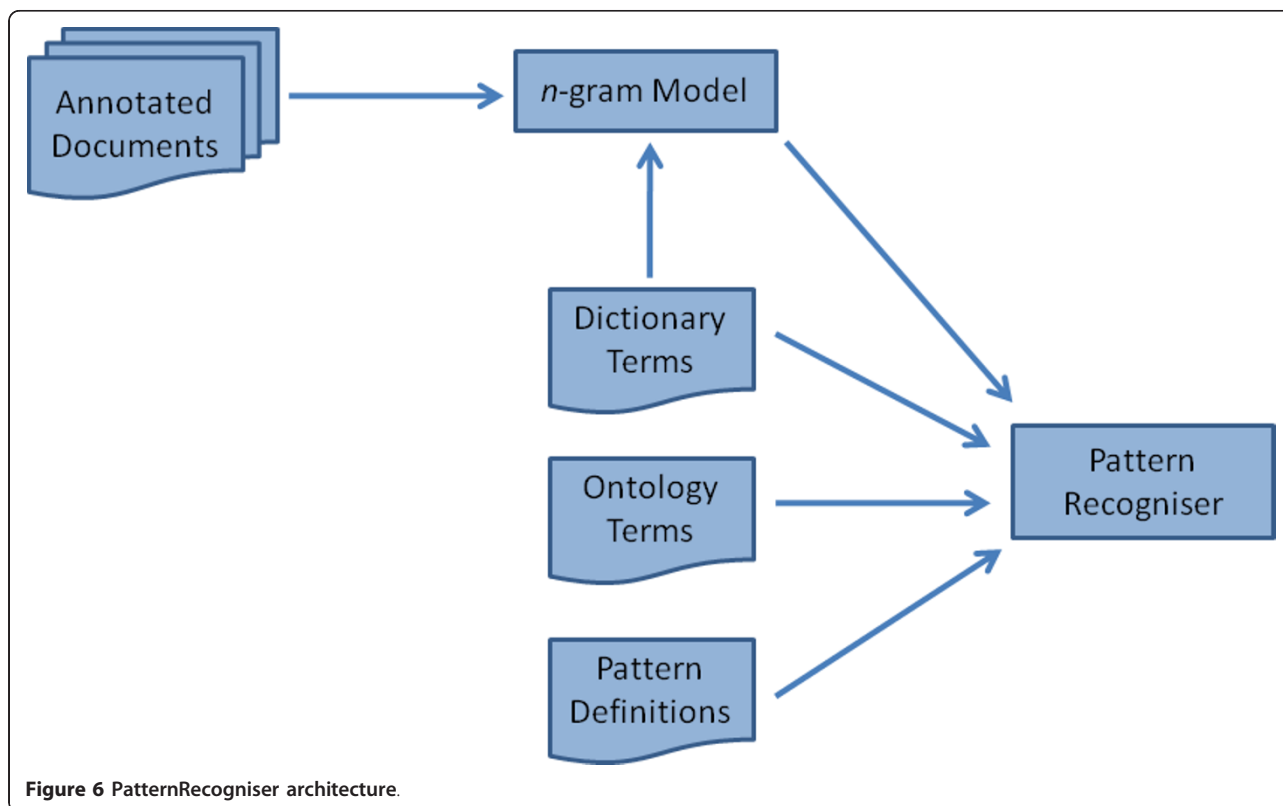 Annotated
Documents
n-gram Model
Dictionary
Terms
Ontology
Terms
Pattern
Definitions
Pattern
Recogniser
Figure 6 PatternRecogniser architecture.